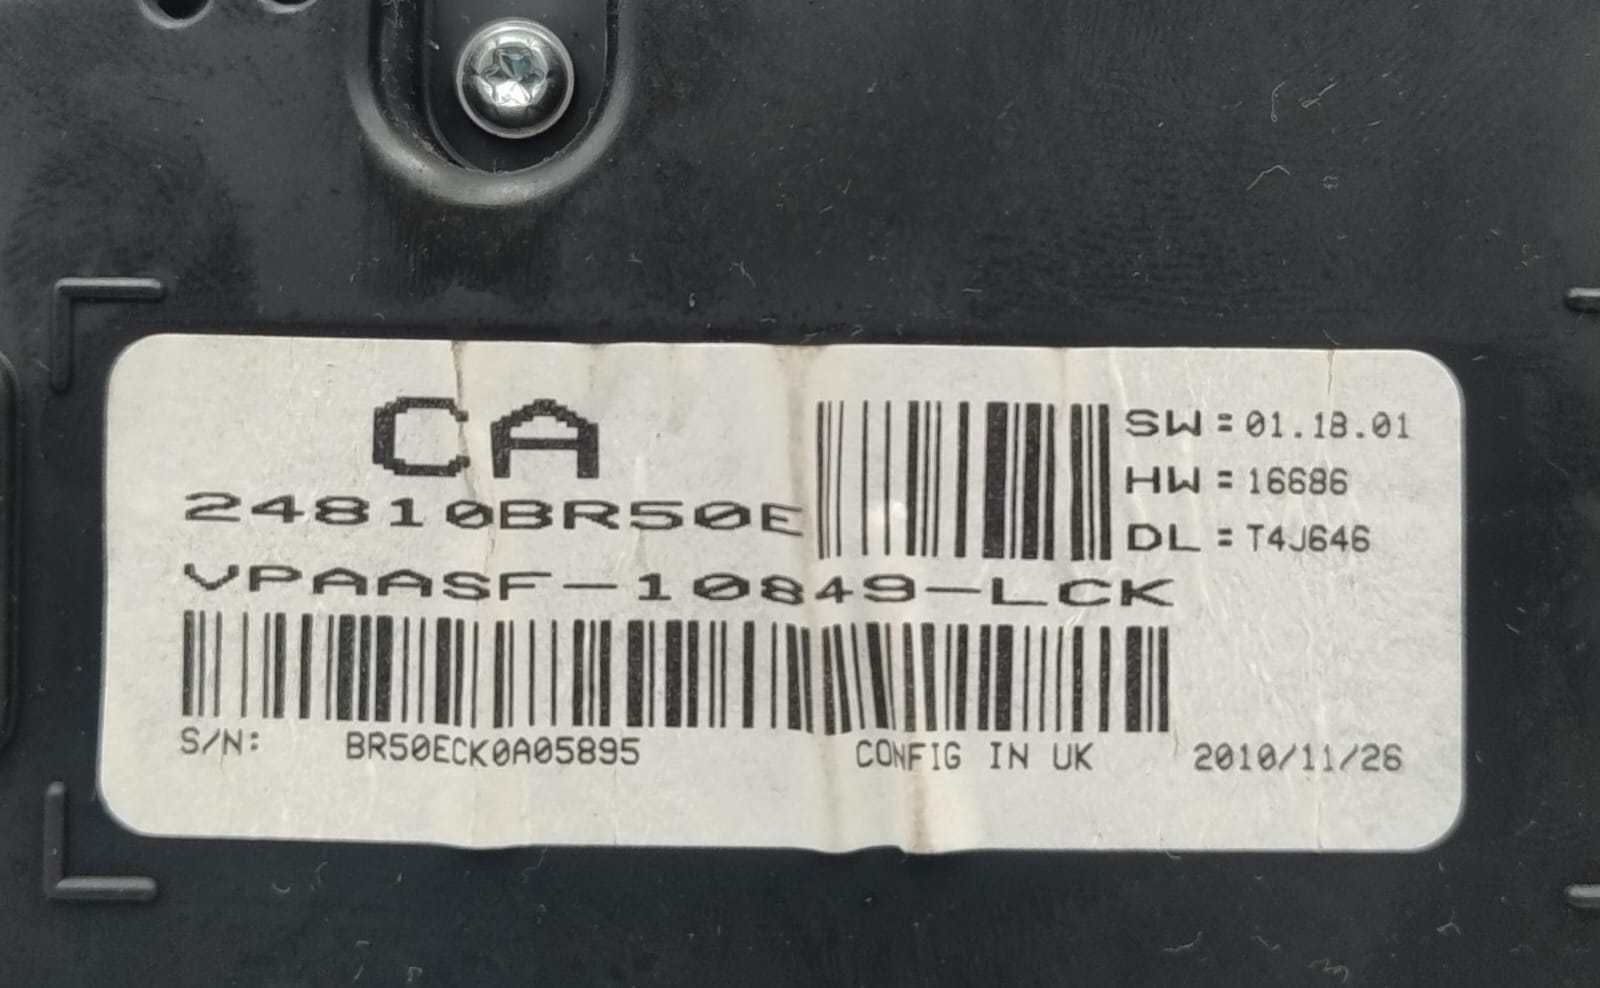 CA
24810BR50E
VPAASF-10849-LCK
SW = 01.18.01
HW = 16686
DL = T4J646
S/N: BR50ECK0A05895 CONFIG IN UK 2010/11/26